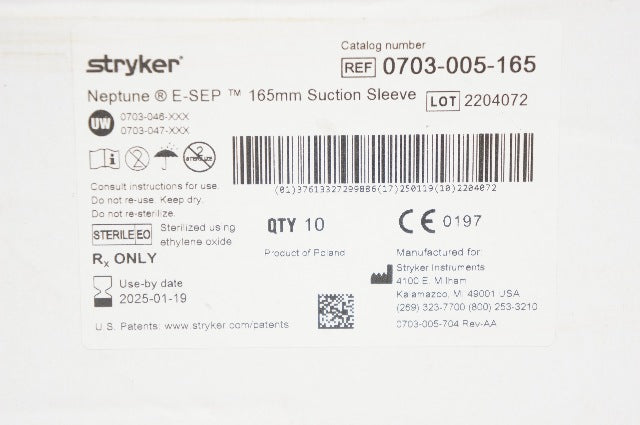 stryker®
Catalog number
REF 0703-005-165
Neptune ® E-SEP ™ 165mm Suction Sleeve
LOT 2204072
UW
0703-046-XXX
0703-047-XXX
(01)37613327299886(17)250119(10)2204072
Consult instructions for use.
Do not re-use. Keep dry.
Do not re-sterilize.
STERILE EO
Sterilized using
ethylene oxide
QTY 10
CE 0197
Rx ONLY
Product of Poland
Manufactured for:
Stryker Instruments
4100 E. Milham
Kalamazoo, MI 49001 USA
(269) 323-7700 (800) 253-3210
Use-by date
2025-01-19
U.S. Patents: www.stryker.com/patents
0703-005-704 Rev-AA